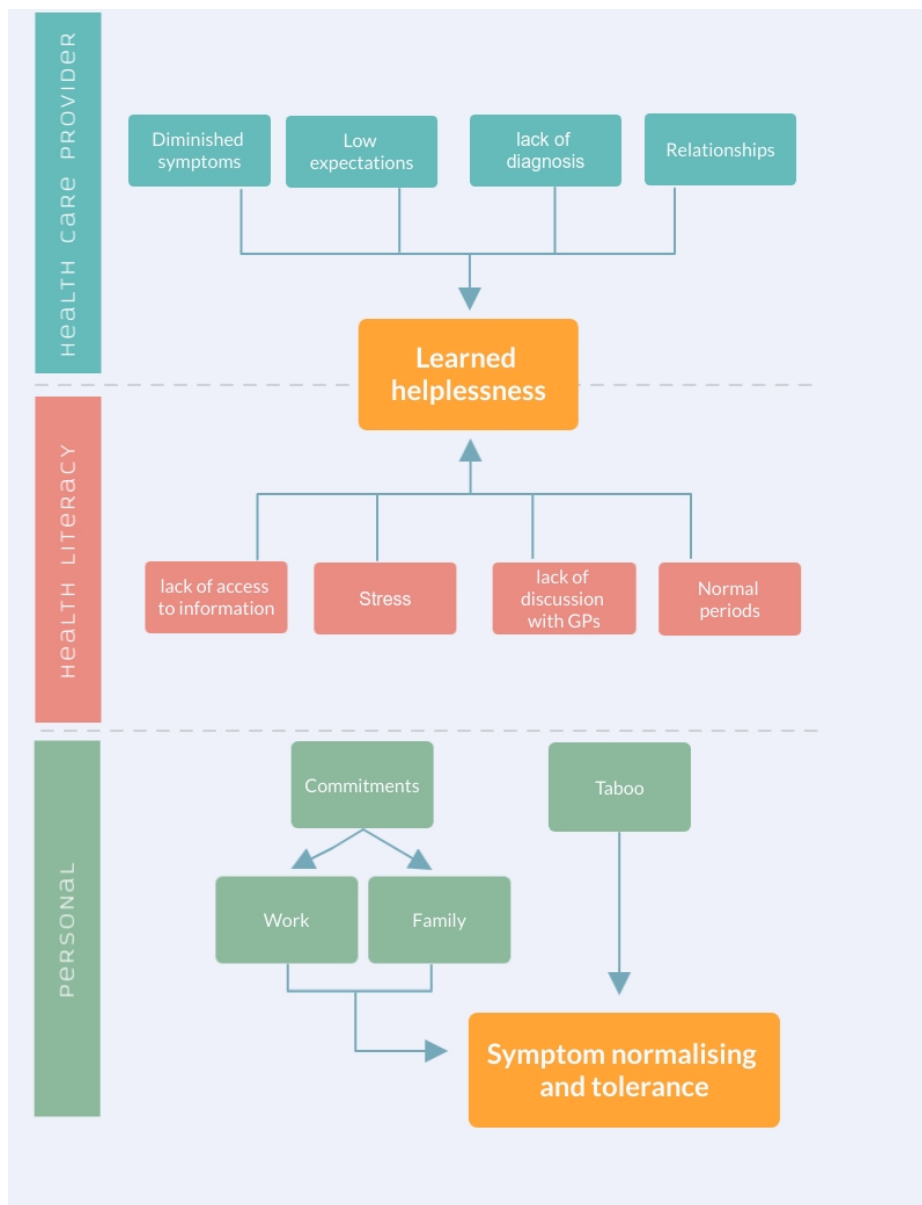 HEALTH CARE PROVIDER
Diminished
symptoms
Low
expectations
lack of
diagnosis
Relationships
Learned
helplessness
HEALTH LITERACY
lack of access
to information
Stress
lack of
discussion
with GPs
Normal
periods
PERSONAL
Commitments
Taboo
Work
Family
Symptom normalising
and tolerance